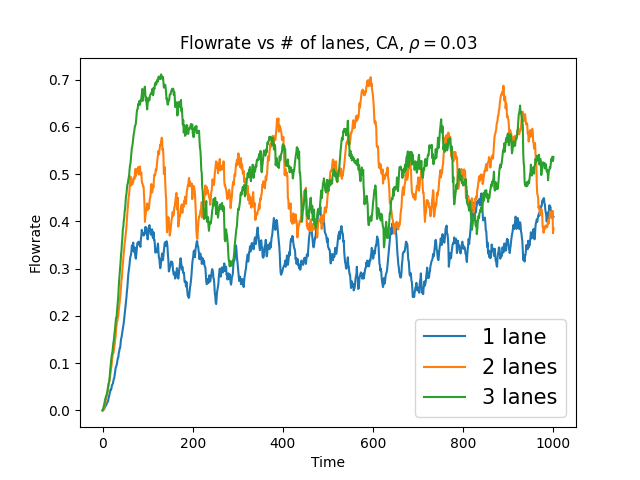 Flowrate vs # of lanes, CA, ρ = 0.03
0.7
0.6
0.5
0.4
0.3
0.2
0.1
0.0
Flowrate
1 lane
2 lanes
3 lanes
0 200 400 600 800 1000
Time